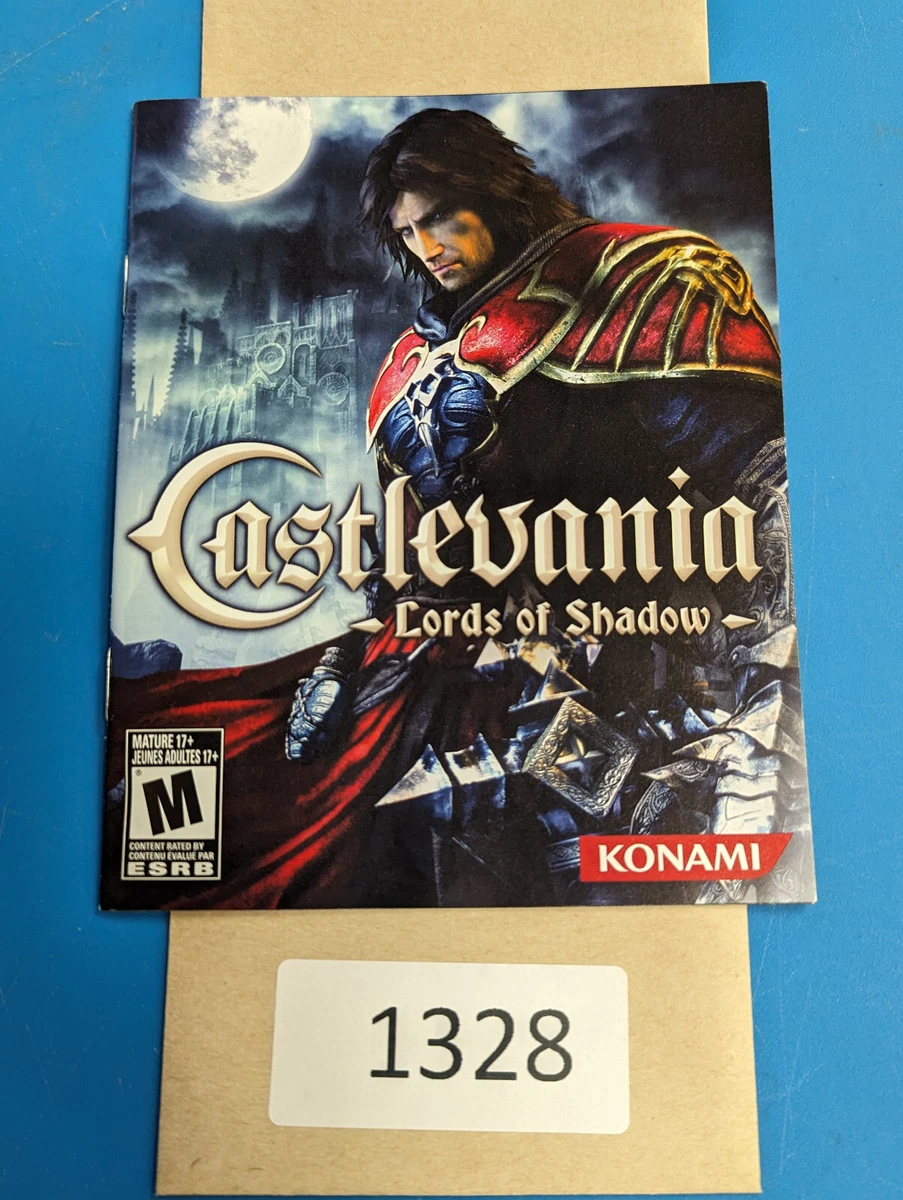 Castlevania
Lords of Shadow
MATURE 17+
JEUNES ADULTES 17+
M
®
CONTENT RATED BY
CONTENU ÉVALUÉ PAR
ESRB
KONAMI
1328